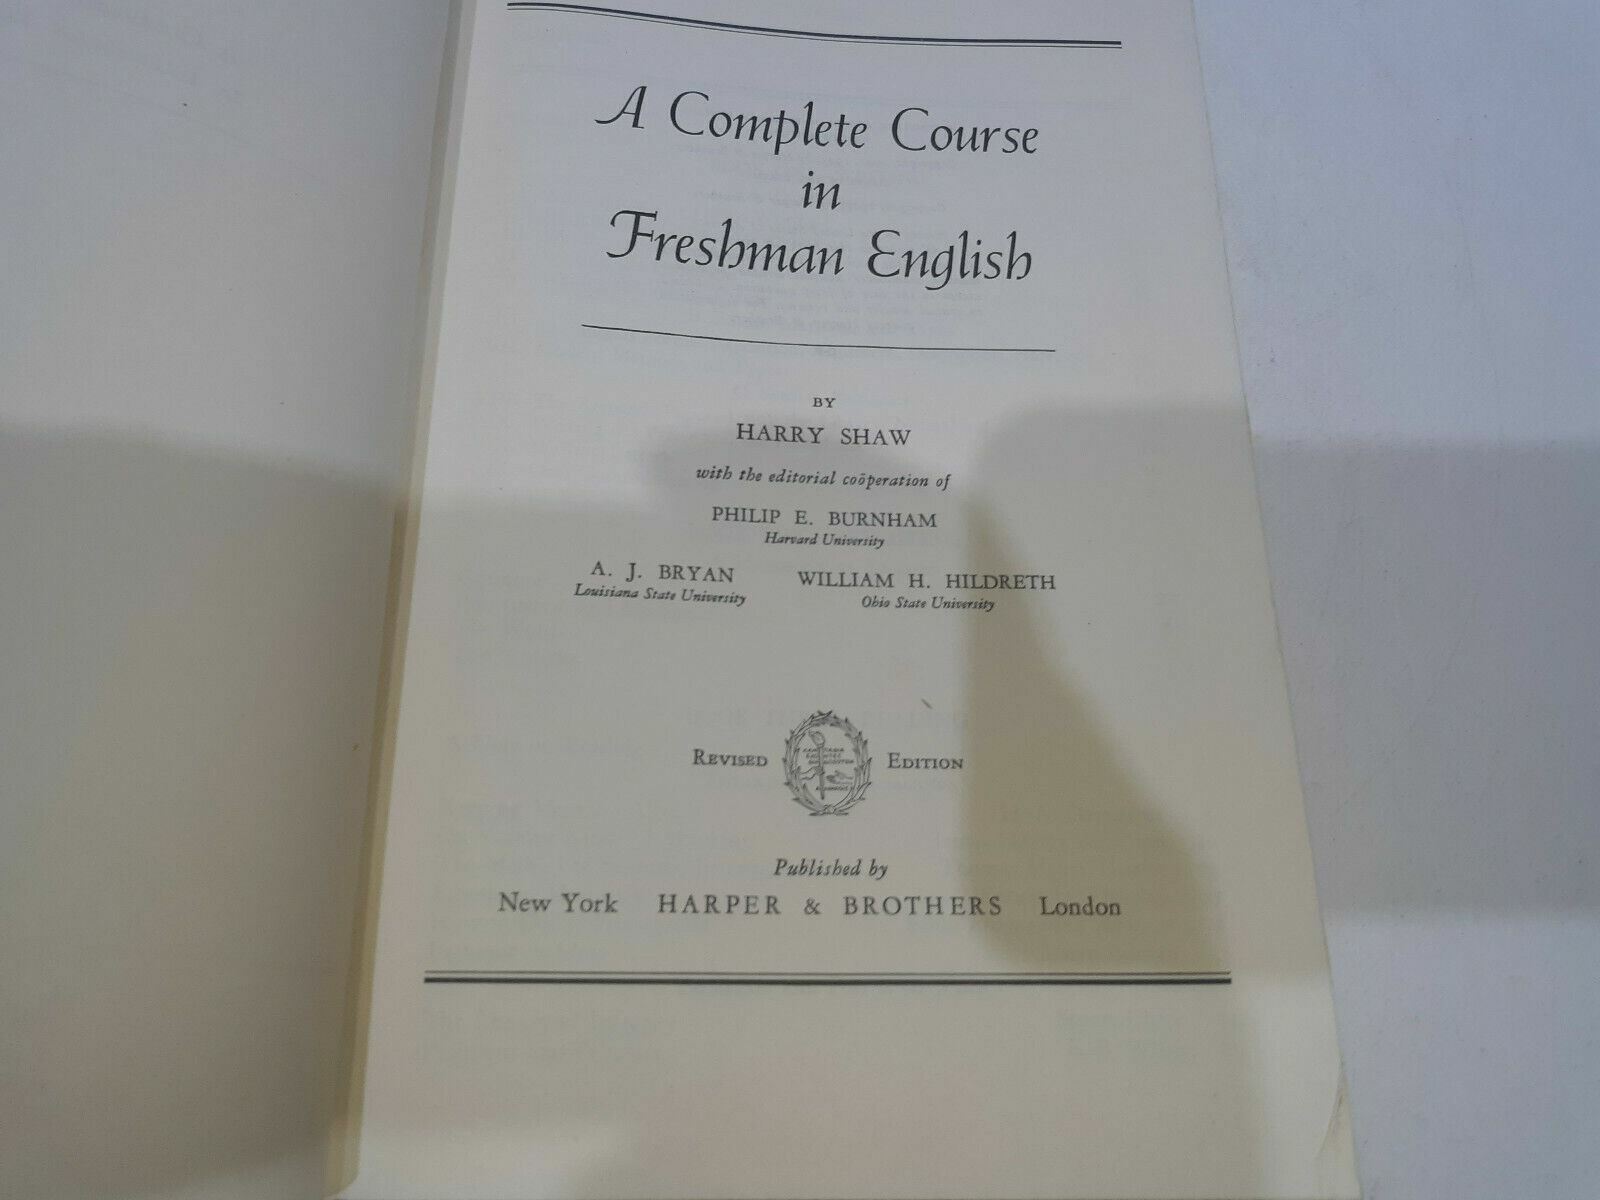 A Complete Course
in
Freshman English
BY
HARRY SHAW
with the editorial coöperation of
PHILIP E. BURNHAM
Harvard University
A. J. BRYAN WILLIAM H. HILDRETH
Louisiana State University Ohio State University
REVISED EDITION
Published by
New York HARPER & BROTHERS London